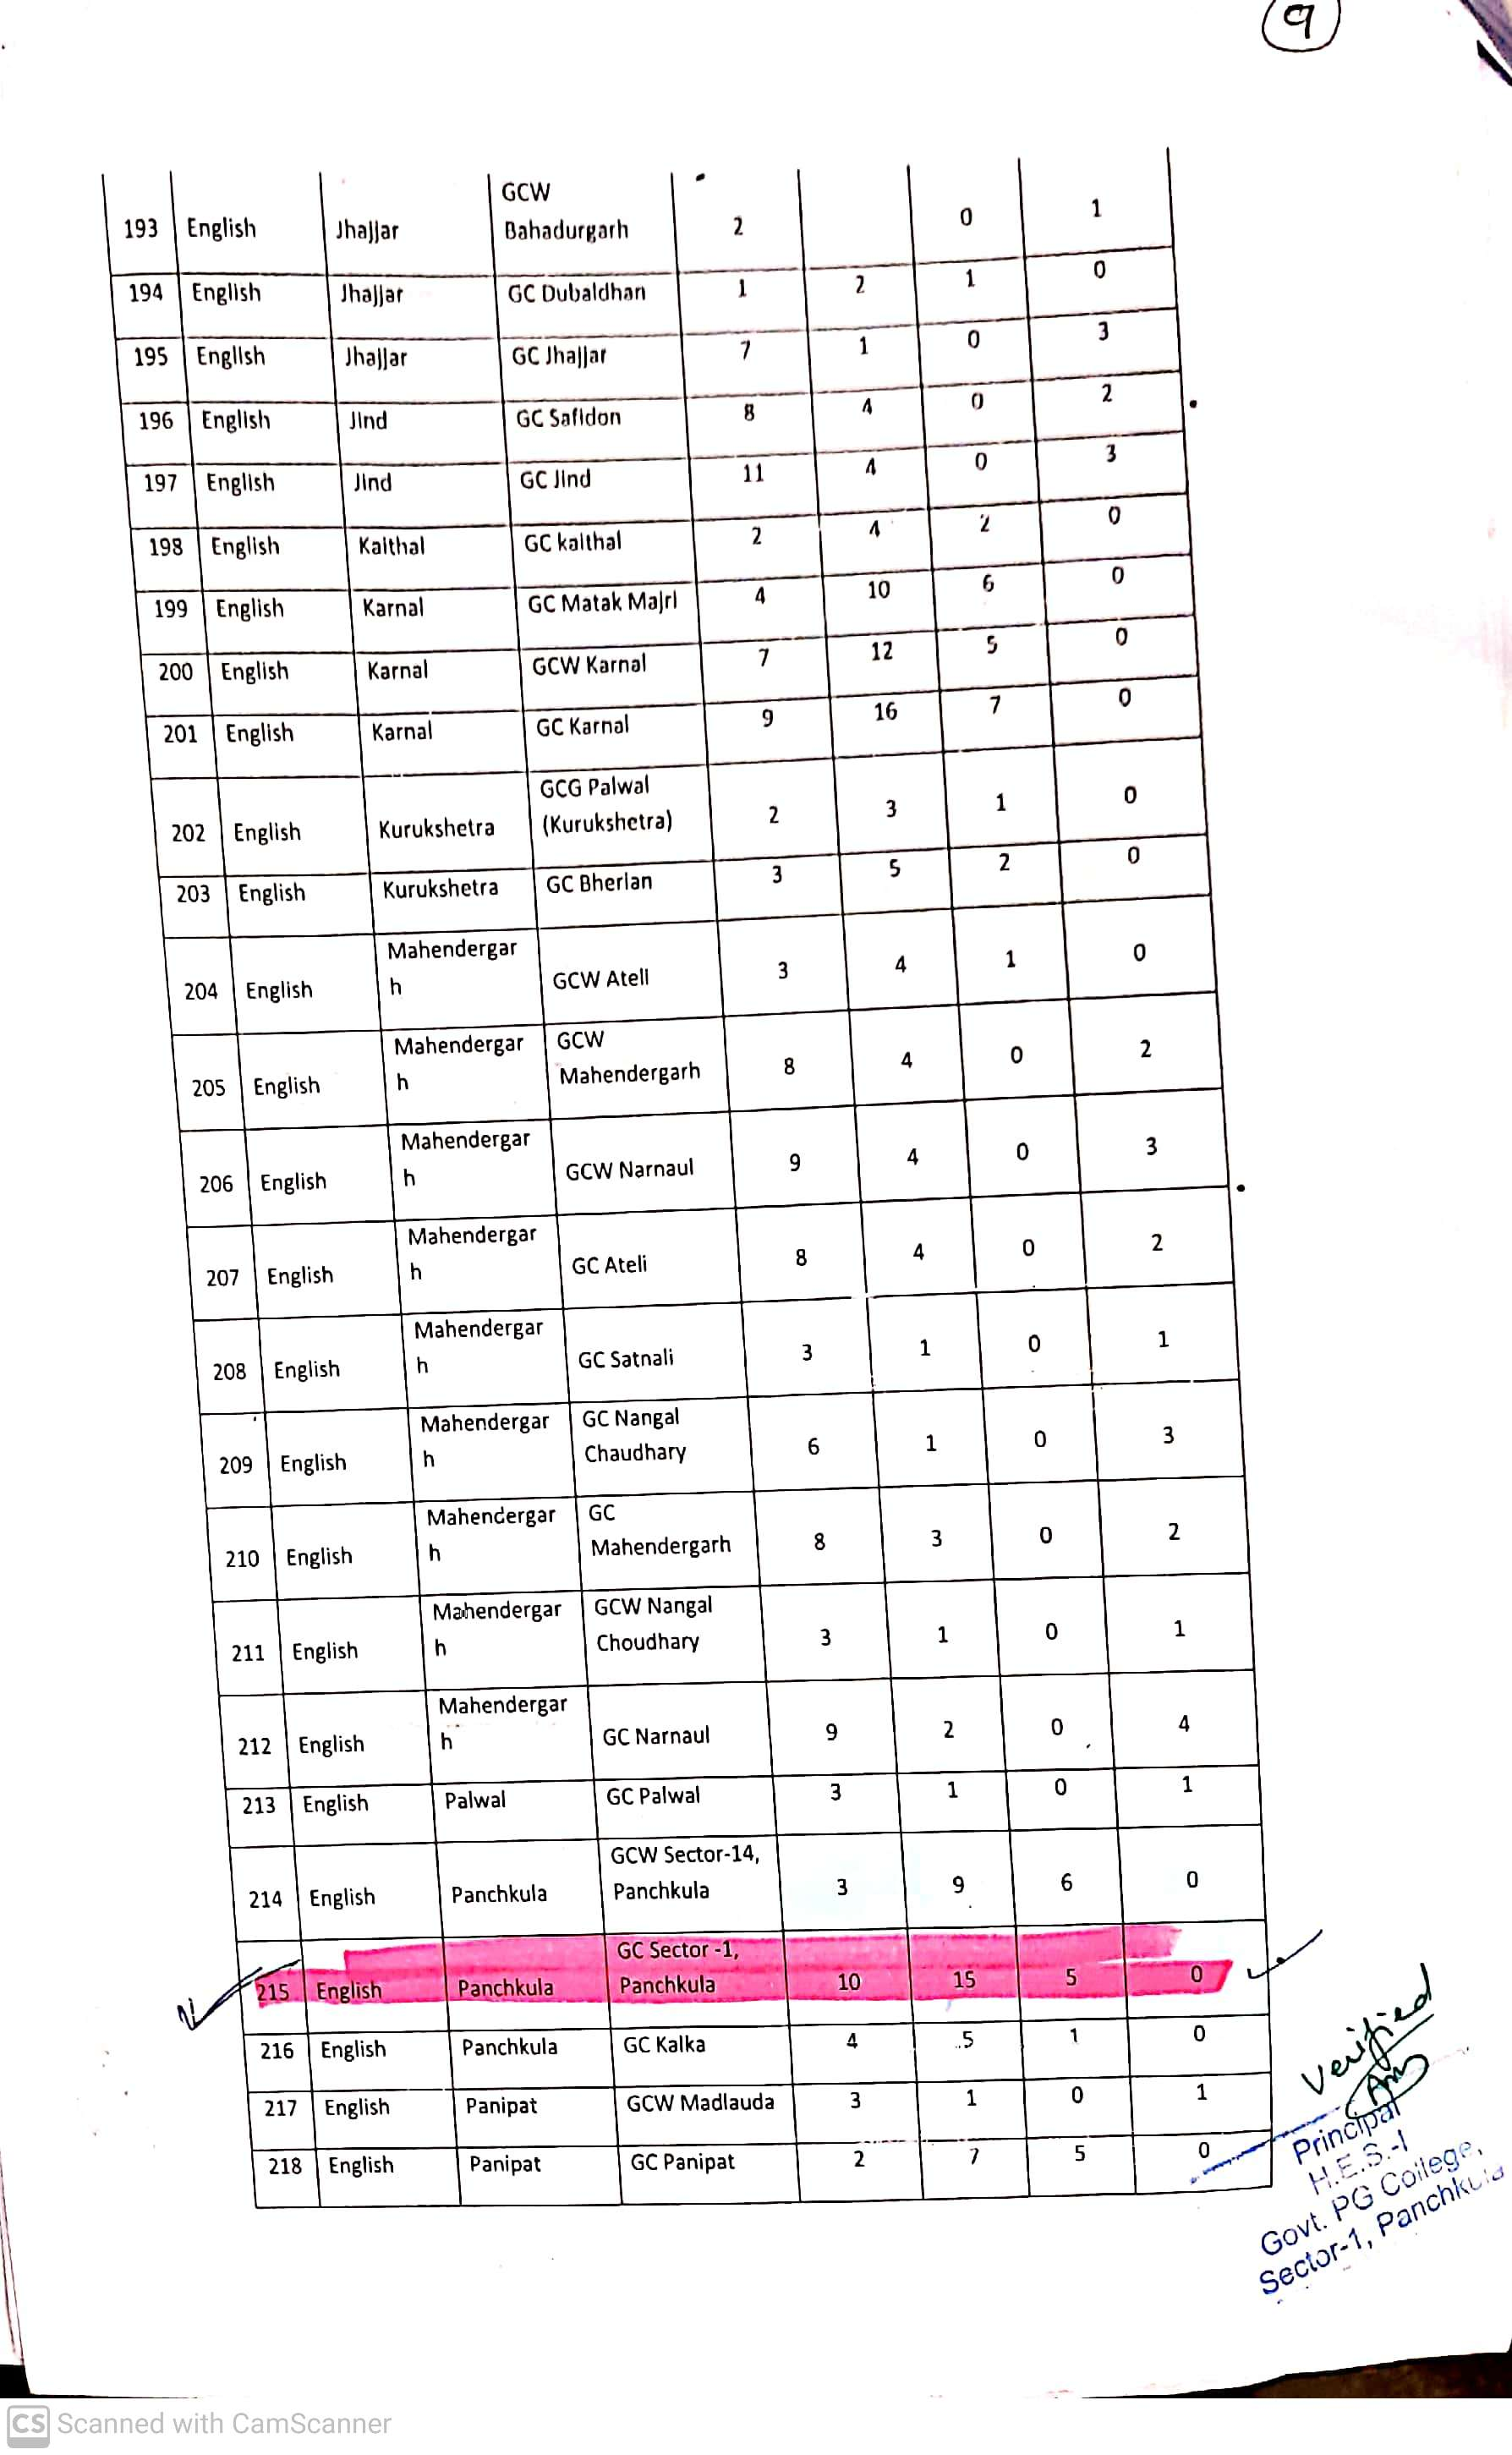 9
193 English Jhajjar GCW Bahadurgarh 2 0 1
194 English Jhajjar GC Dubaldhan 1 2 1 0
195 English Jhajjar GC Jhajjar 7 1 0 3
196 English Jind GC Safidon 8 4 0 2
197 English Jind GC Jind 11 4 0 3
198 English Kaithal GC kaithal 2 4 2 0
199 English Karnal GC Matak Majri 4 10 6 0
200 English Karnal GCW Karnal 7 12 5 0
201 English Karnal GC Karnal 9 16 7 0
202 English Kurukshetra GCG Palwal (Kurukshetra) 2 3 1 0
203 English Kurukshetra GC Bherian 3 5 2 0
204 English Mahendergarh GCW Ateli 3 4 1 0
205 English Mahendergarh GCW Mahendergarh 8 4 0 2
206 English Mahendergarh GCW Narnaul 9 4 0 3
207 English Mahendergarh GC Ateli 8 4 0 2
208 English Mahendergarh GC Satnali 3 1 0 1
209 English Mahendergarh GC Nangal Chaudhary 6 1 0 3
210 English Mahendergarh GC Mahendergarh 8 3 0 2
211 English Mahendergarh GCW Nangal Choudhary 3 1 0 1
212 English Mahendergarh GC Narnaul 9 2 0 4
213 English Palwal GC Palwal 3 1 0 1
214 English Panchkula GCW Sector-14, Panchkula 3 9 6 0
215 English Panchkula GC Sector -1, Panchkula 10 15 5 0
216 English Panchkula GC Kalka 4 5 1 0
217 English Panipat GCW Madlauda 3 1 0 1
218 English Panipat GC Panipat 2 7 5 0
Verified
Principal
H.E.S.-I
Govt. PG College,
Sector-1, Panchkula
CS Scanned with CamScanner